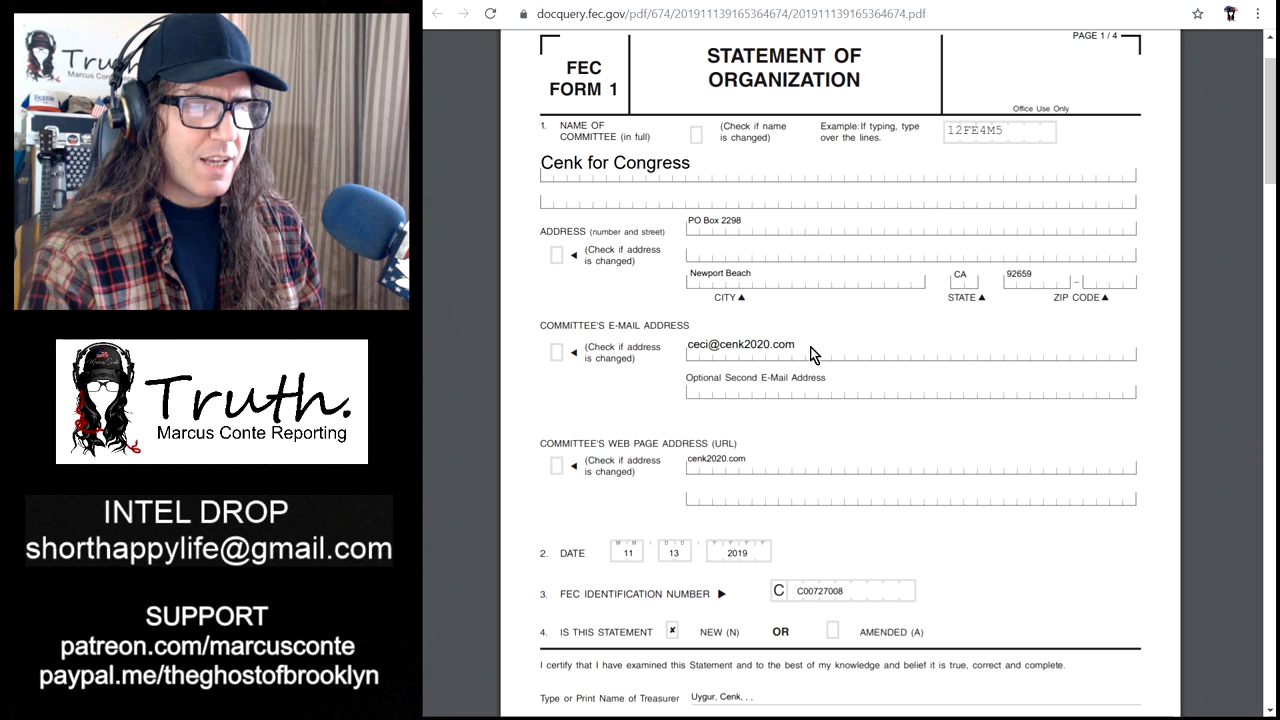 Truth.
Marcus Conte Reporting
Truth.
Marcus Conte Reporting
INTEL DROP
shorthappylife@gmail.com
SUPPORT
patreon.com/marcusconte
paypal.me/theghostofbrooklyn
docquery.fec.gov/pdf/674/201911139165364674/201911139165364674.pdf
PAGE 1 / 4
FEC
FORM 1
STATEMENT OF
ORGANIZATION
Office Use Only
1. NAME OF
COMMITTEE (in full)
(Check if name
is changed)
Example: If typing, type
over the lines.
12FE4M5
Cenk for Congress
PO Box 2298
ADDRESS (number and street)
(Check if address
is changed)
Newport Beach CA 92659 –
CITY ▲ STATE ▲ ZIP CODE ▲
COMMITTEE'S E-MAIL ADDRESS
(Check if address
is changed)
ceci@cenk2020.com
Optional Second E-Mail Address
COMMITTEE'S WEB PAGE ADDRESS (URL)
(Check if address
is changed)
cenk2020.com
M M / D D / Y Y Y Y
2. DATE 11 13 2019
3. FEC IDENTIFICATION NUMBER ▶ C C00727008
4. IS THIS STATEMENT x NEW (N) OR AMENDED (A)
I certify that I have examined this Statement and to the best of my knowledge and belief it is true, correct and complete.
Type or Print Name of Treasurer Uygur, Cenk, , ,